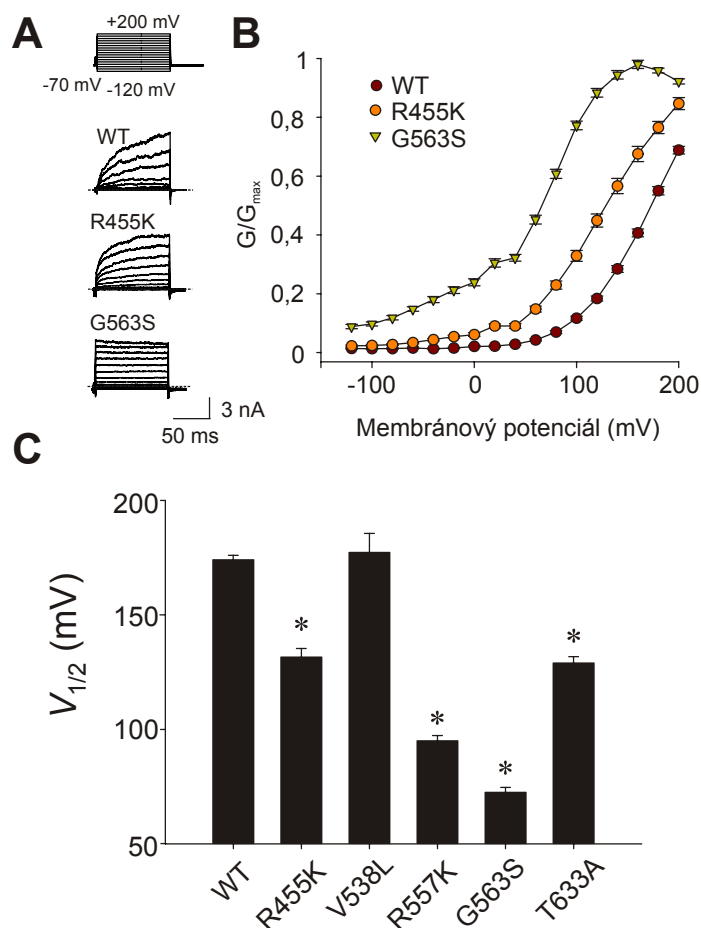 A
+200 mV
-70 mV
-120 mV
WT
R455K
G563S
3 nA
50 ms
B
WT
R455K
G563S
G/Gmax
1
0,8
0,6
0,4
0,2
0
-100 0 100 200
Membránový potenciál (mV)
C
V1/2 (mV)
200
150
100
50
* * * *
WT R455K V538L R557K G563S T633A